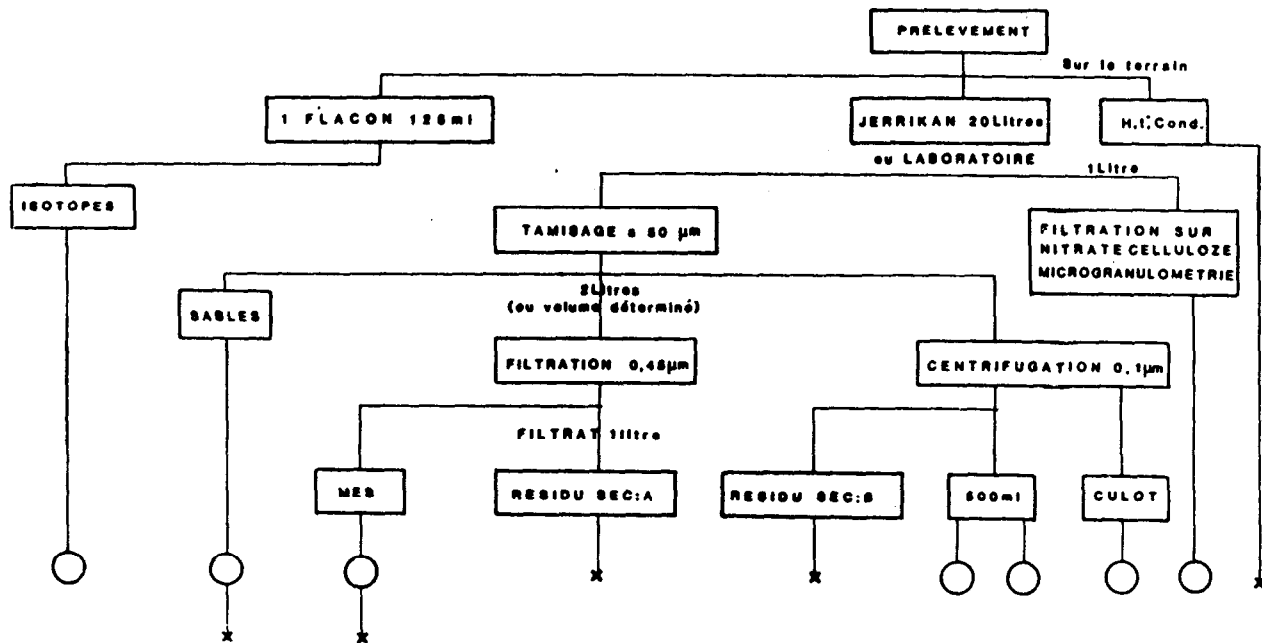 PRELEVEMENT
Sur le terrain
1 FLACON 125ml
JERRIKAN 20Litres
H,t°,Cond.
au LABORATOIRE
1Litre
ISOTOPES
TAMISAGE a 50 µm
FILTRATION SUR
NITRATE CELLULOZE
MICROGRANULOMETRIE
SABLES
2Litres
(ou volume déterminé)
FILTRATION 0,45µm
CENTRIFUGATION 0,1µm
FILTRAT 1litre
MES
RESIDU SEC:A
RESIDU SEC:B
500ml
CULOT